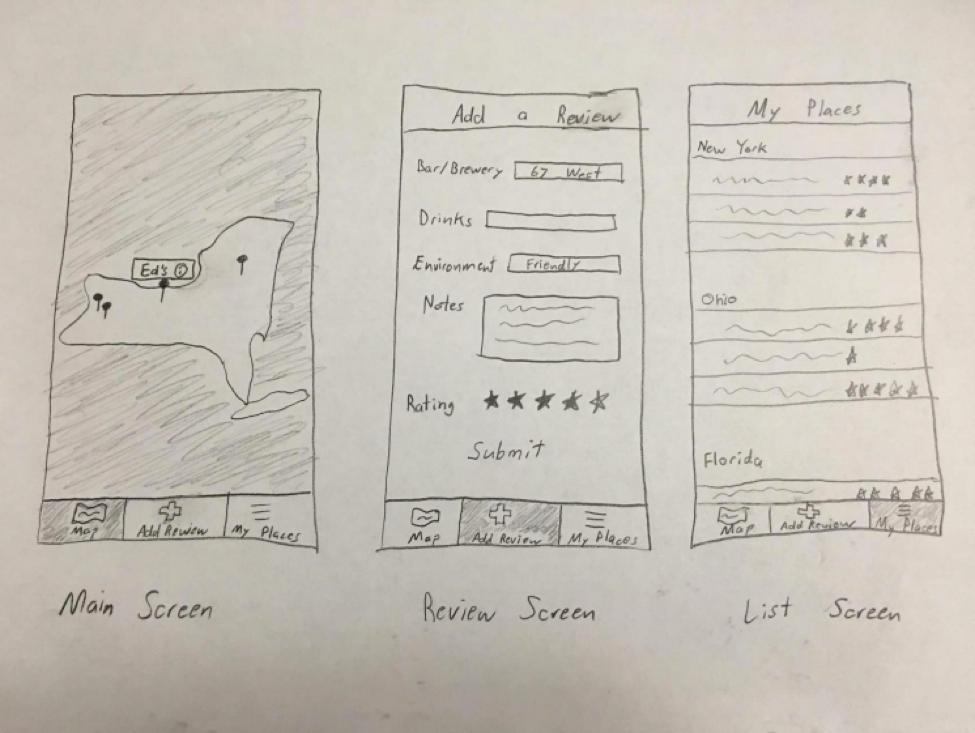 Ed's i
Map
Add Review
My Places
Main Screen
Add a Review
Bar/Brewery
67 West
Drinks
Environment
Friendly
Notes
Rating
Submit
Map
Add Review
My Places
Review Screen
My Places
New York
Ohio
Florida
Map
Add Review
My Places
List Screen